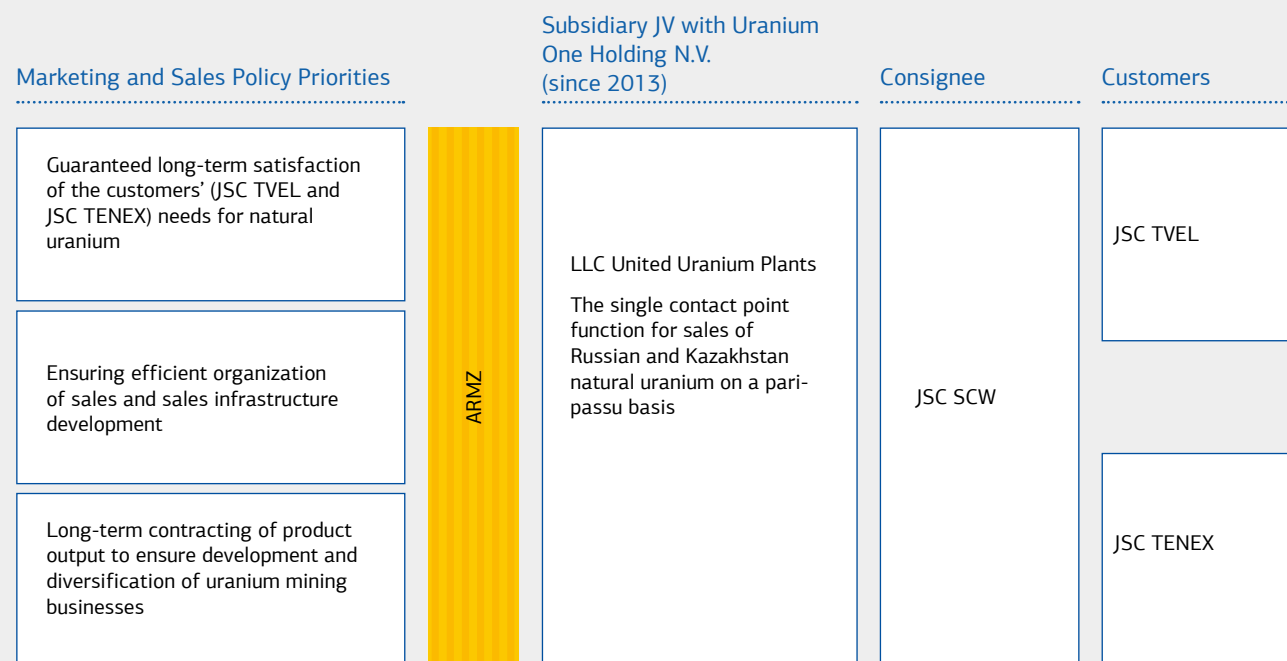 Marketing and Sales Policy Priorities
Subsidiary JV with Uranium
One Holding N.V.
(since 2013)
Consignee
Customers
Guaranteed long-term satisfaction
of the customers’ (JSC TVEL and
JSC TENEX) needs for natural
uranium
Ensuring efficient organization
of sales and sales infrastructure
development
Long-term contracting of product
output to ensure development and
diversification of uranium mining
businesses
ARMZ
LLC United Uranium Plants
The single contact point
function for sales of
Russian and Kazakhstan
natural uranium on a pari-
passu basis
JSC SCW
JSC TVEL
JSC TENEX